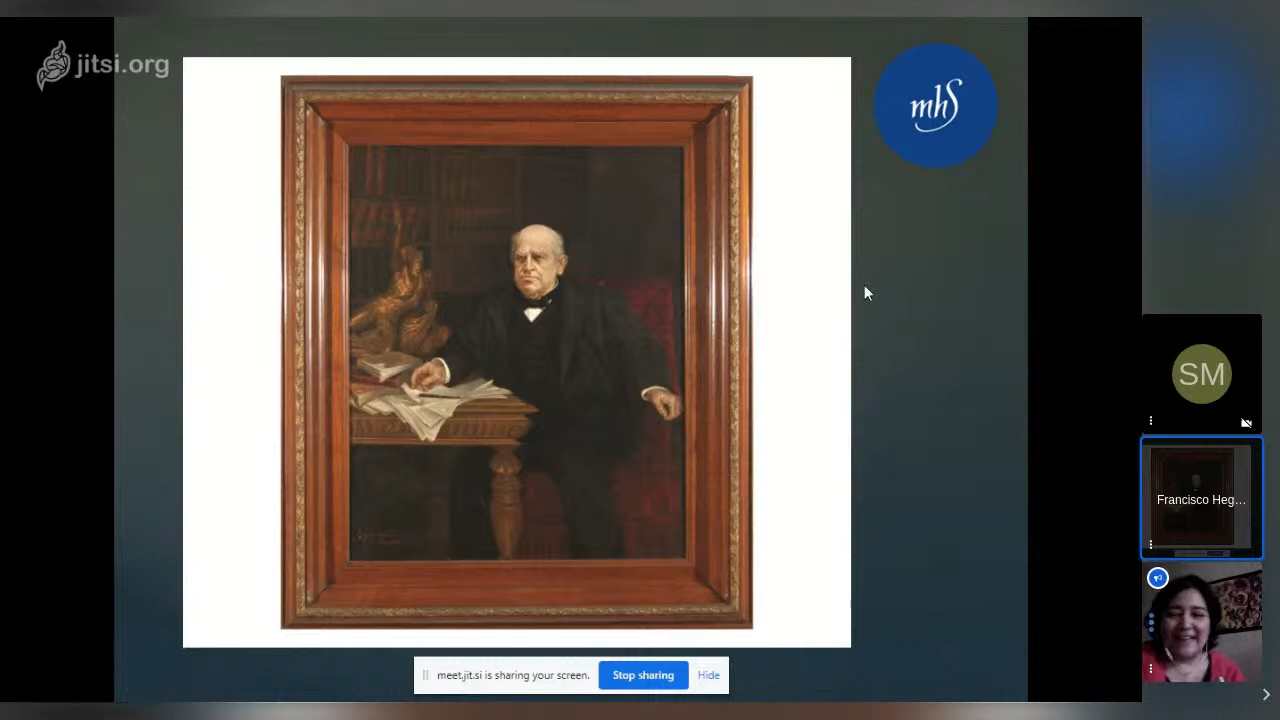 jitsi.org
mhS
SM
Francisco Heg...
meet.jit.si is sharing your screen.
Stop sharing
Hide